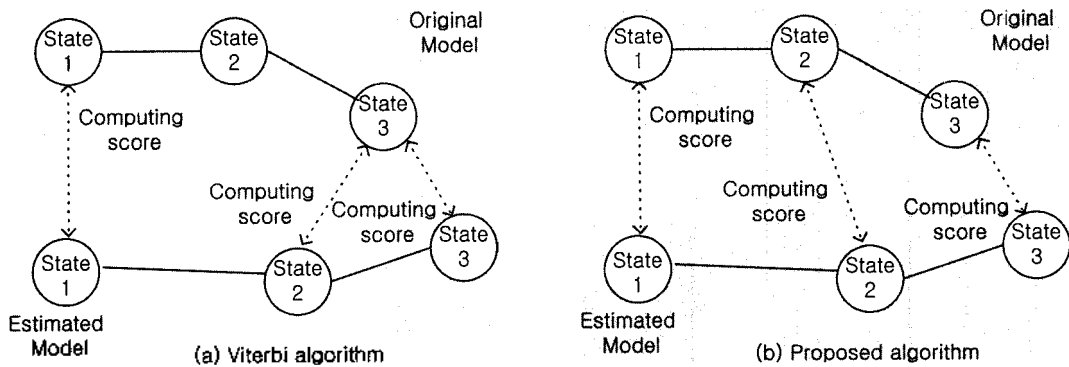 State
1
State
2
Original
Model
State
3
Computing
score
Computing
score
Computing
score
State
1
State
2
State
3
Estimated
Model
(a) Viterbi algorithm
State
1
State
2
Original
Model
State
3
Computing
score
Computing
score
Computing
score
State
1
State
2
State
3
Estimated
Model
(b) Proposed algorithm